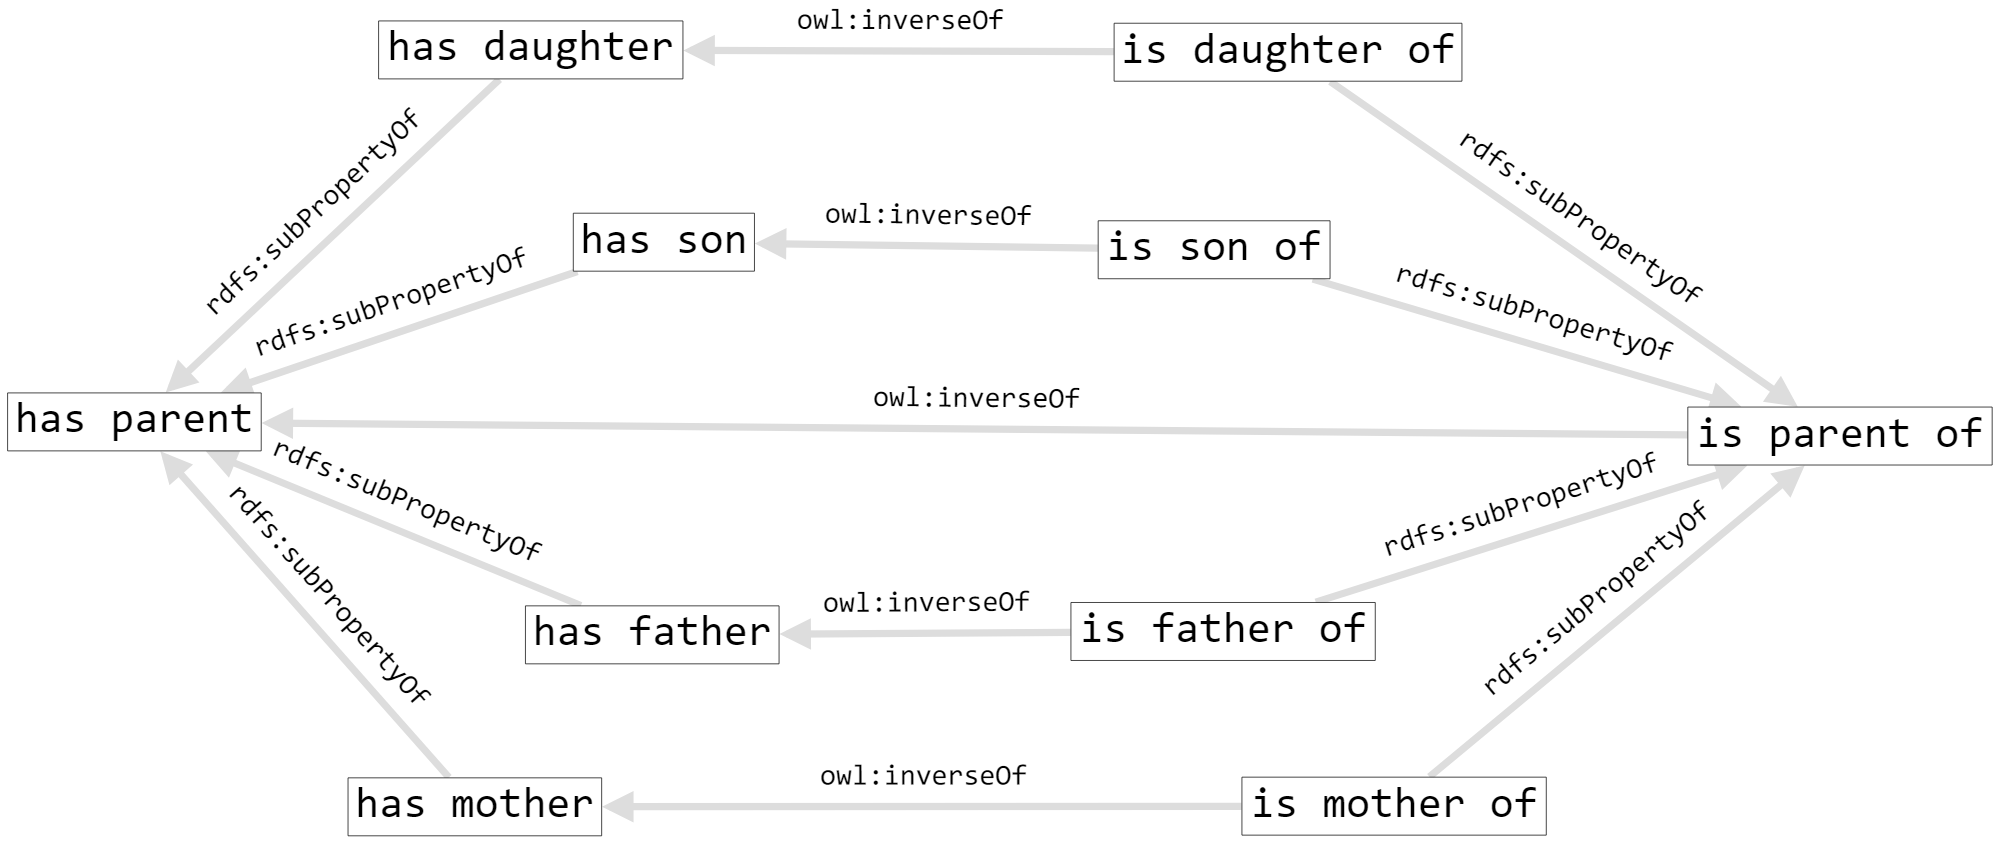 owl:inverseOf
has daughter
is daughter of
rdfs:subPropertyOf
rdfs:subPropertyOf
owl:inverseOf
has son
is son of
rdfs:subPropertyOf
rdfs:subPropertyOf
owl:inverseOf
has parent
is parent of
rdfs:subPropertyOf
rdfs:subPropertyOf
rdfs:subPropertyOf
rdfs:subPropertyOf
owl:inverseOf
has father
is father of
owl:inverseOf
has mother
is mother of